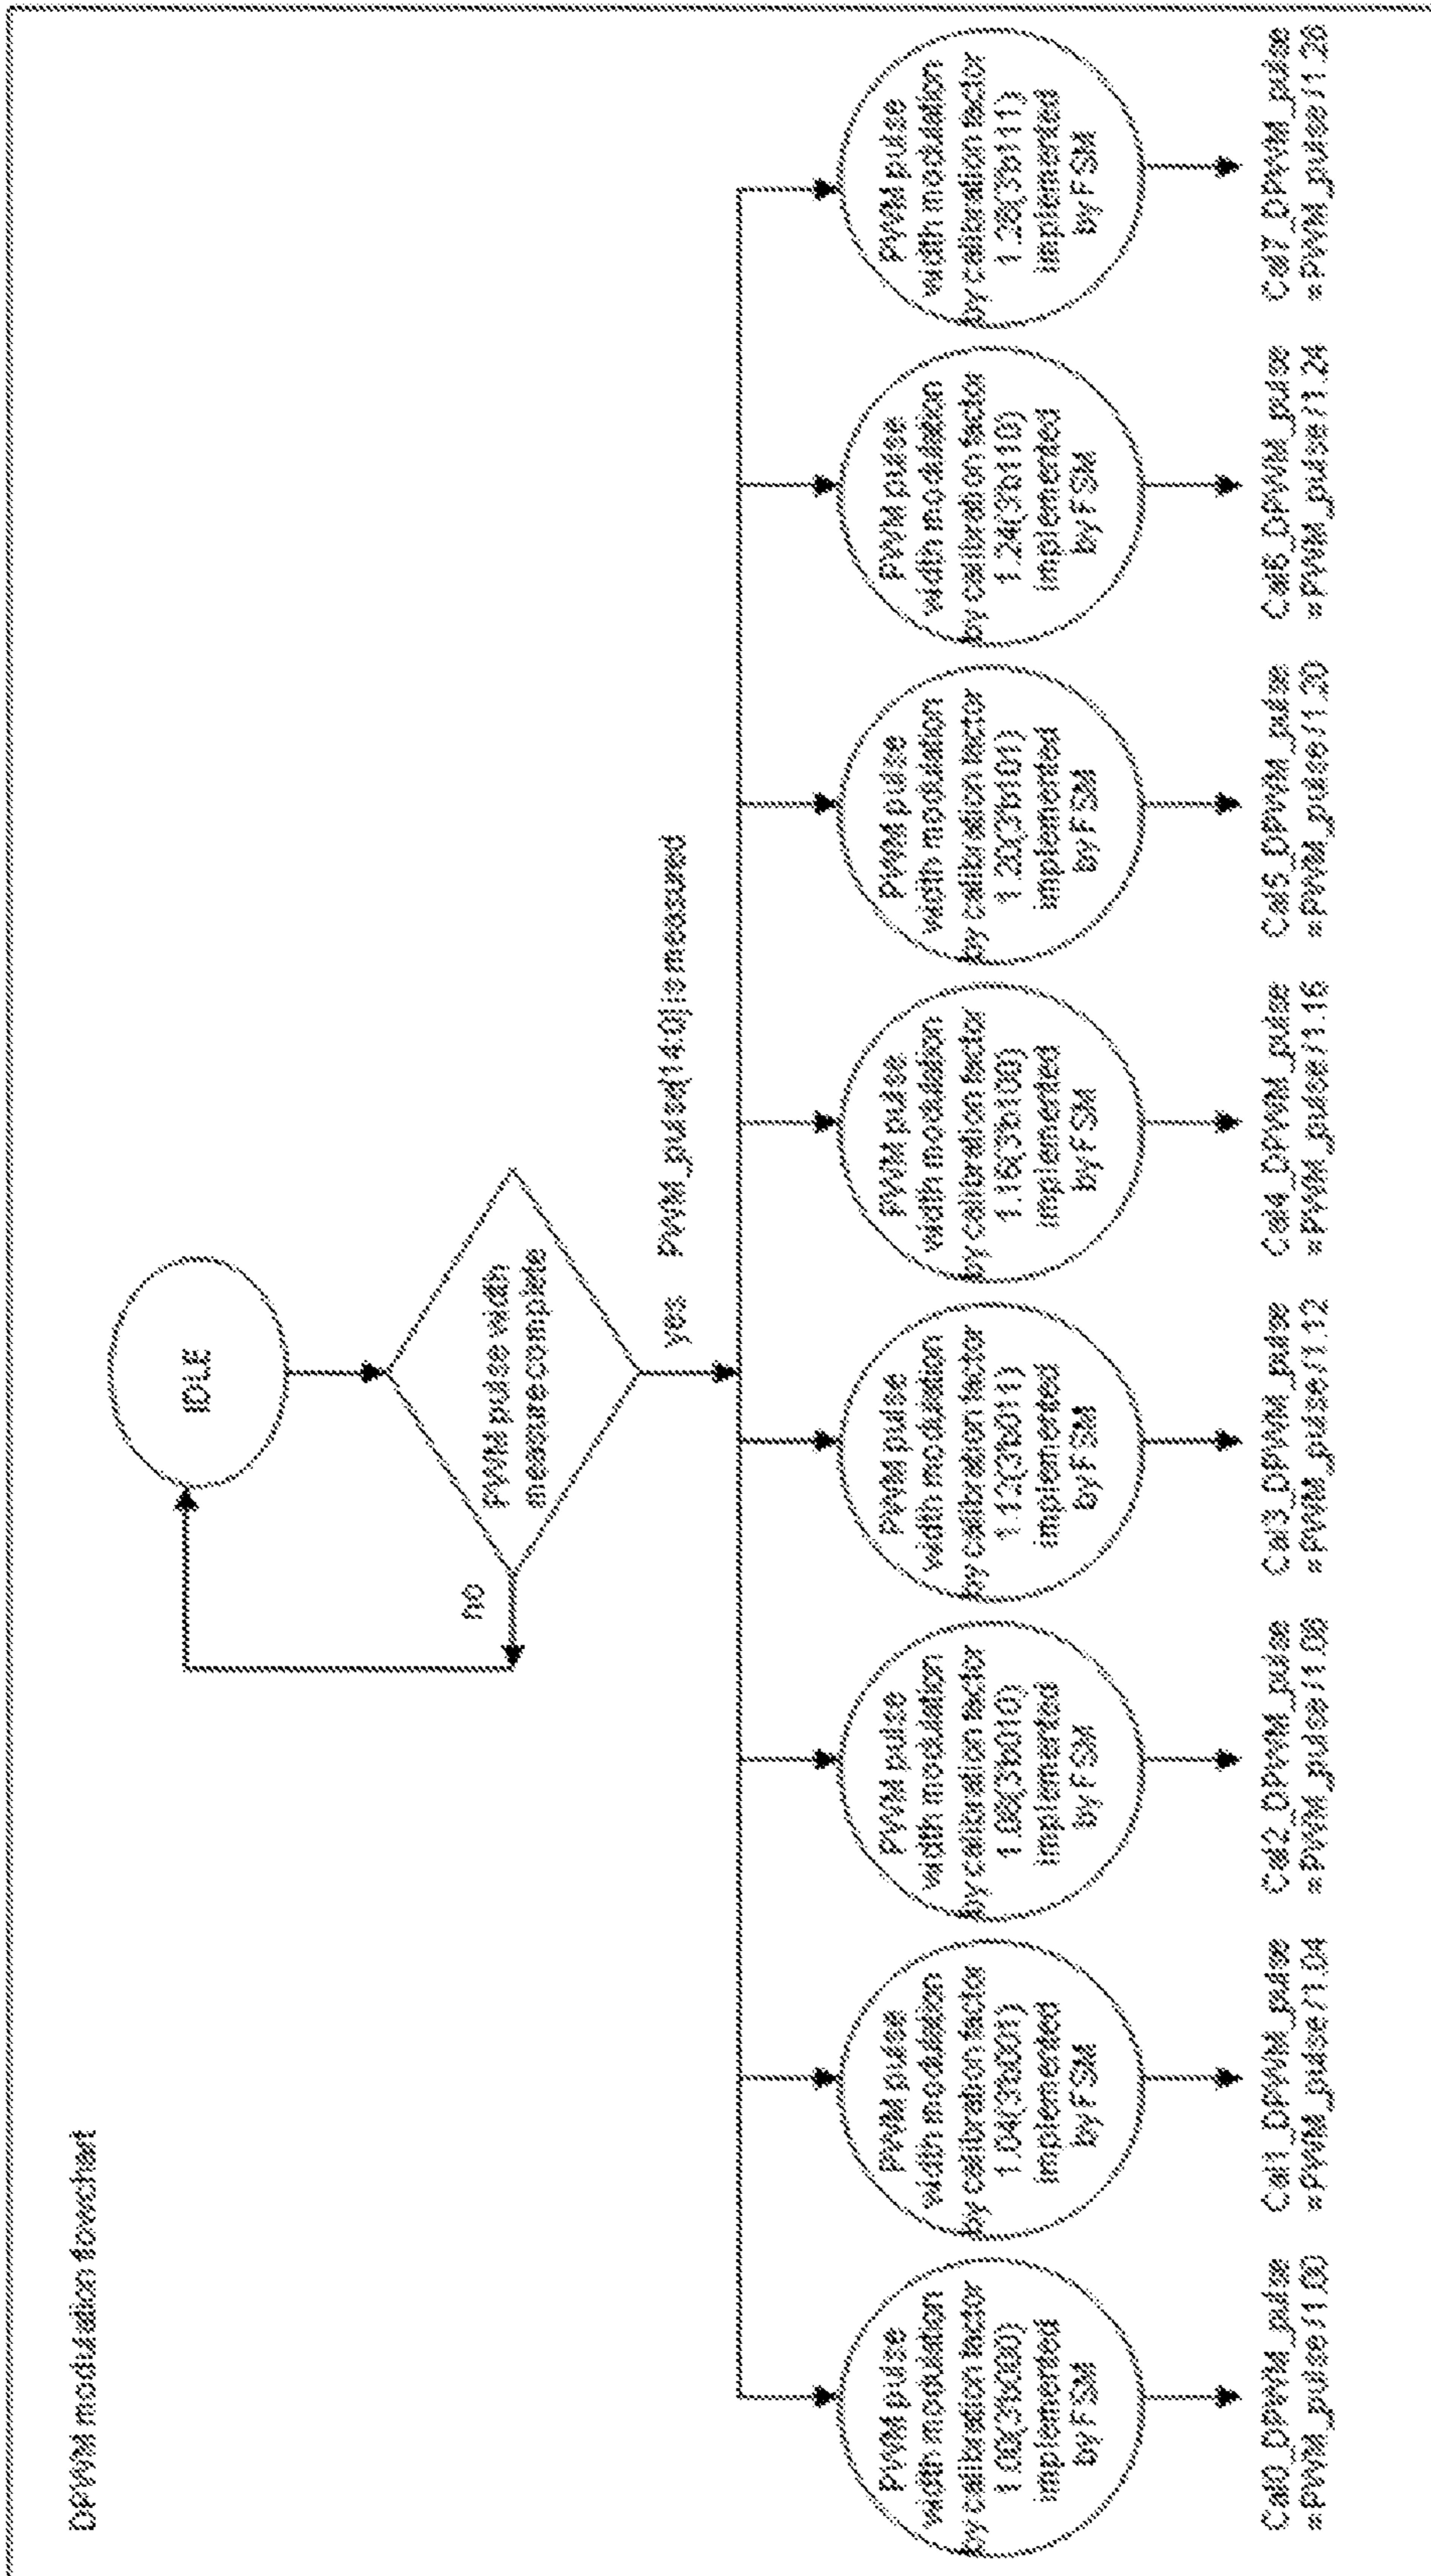 DPWM modulation flowchart
IDLE
PWM pulse width
measure complete
no
yes PWM_pulse[14:0] is measured
PWM pulse
width modulation
by calibration factor
1.00(3'b000)
implemented
by FSM
PWM pulse
width modulation
by calibration factor
1.04(3'b001)
implemented
by FSM
PWM pulse
width modulation
by calibration factor
1.08(3'b010)
implemented
by FSM
PWM pulse
width modulation
by calibration factor
1.12(3'b011)
implemented
by FSM
PWM pulse
width modulation
by calibration factor
1.16(3'b100)
implemented
by FSM
PWM pulse
width modulation
by calibration factor
1.20(3'b101)
implemented
by FSM
PWM pulse
width modulation
by calibration factor
1.24(3'b110)
implemented
by FSM
PWM pulse
width modulation
by calibration factor
1.28(3'b111)
implemented
by FSM
Cal0_DPWM_pulse
=PWM_pulse/1.00
Cal1_DPWM_pulse
=PWM_pulse/1.04
Cal2_DPWM_pulse
=PWM_pulse/1.08
Cal3_DPWM_pulse
=PWM_pulse/1.12
Cal4_DPWM_pulse
=PWM_pulse/1.16
Cal5_DPWM_pulse
=PWM_pulse/1.20
Cal6_DPWM_pulse
=PWM_pulse/1.24
Cal7_DPWM_pulse
=PWM_pulse/1.28